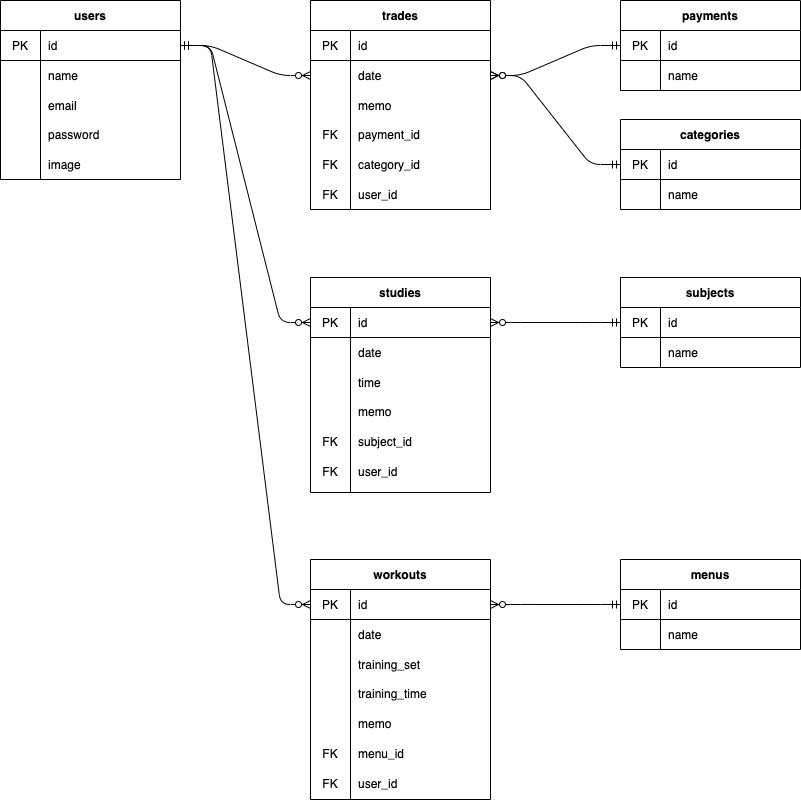 users
PK id
name
email
password
image
trades
PK id
date
memo
FK payment_id
FK category_id
FK user_id
payments
PK id
name
categories
PK id
name
studies
PK id
date
time
memo
FK subject_id
FK user_id
subjects
PK id
name
workouts
PK id
date
training_set
training_time
memo
FK menu_id
FK user_id
menus
PK id
name